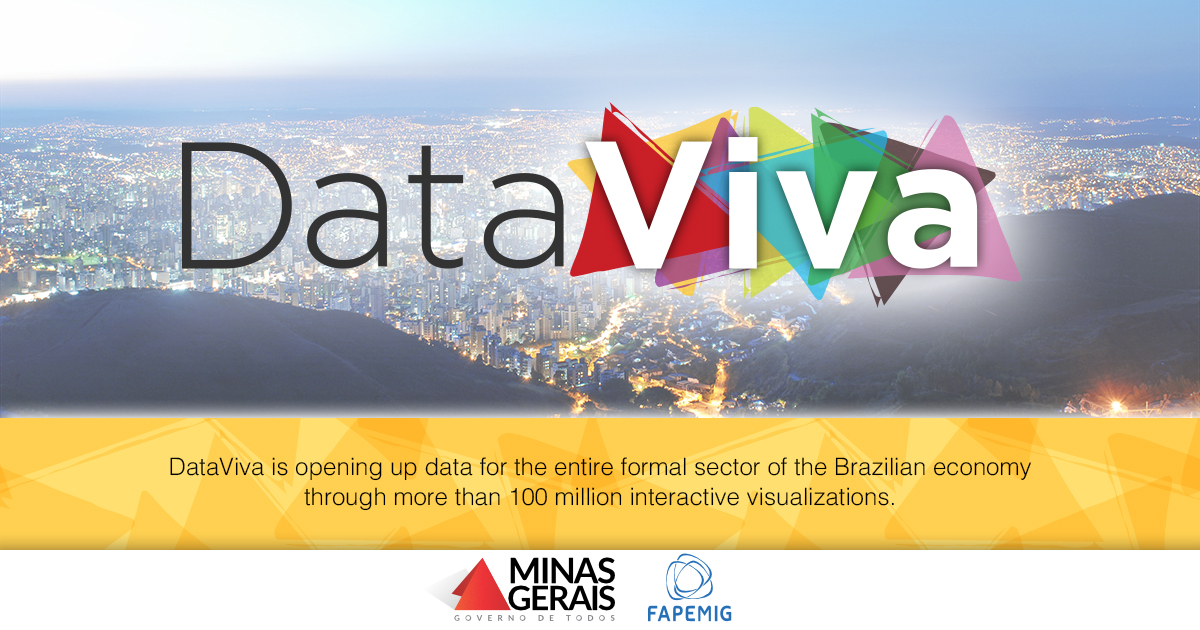 DataViva
DataViva is opening up data for the entire formal sector of the Brazilian economy
through more than 100 million interactive visualizations.
MINAS
GERAIS
GOVERNO DE TODOS
FAPEMIG